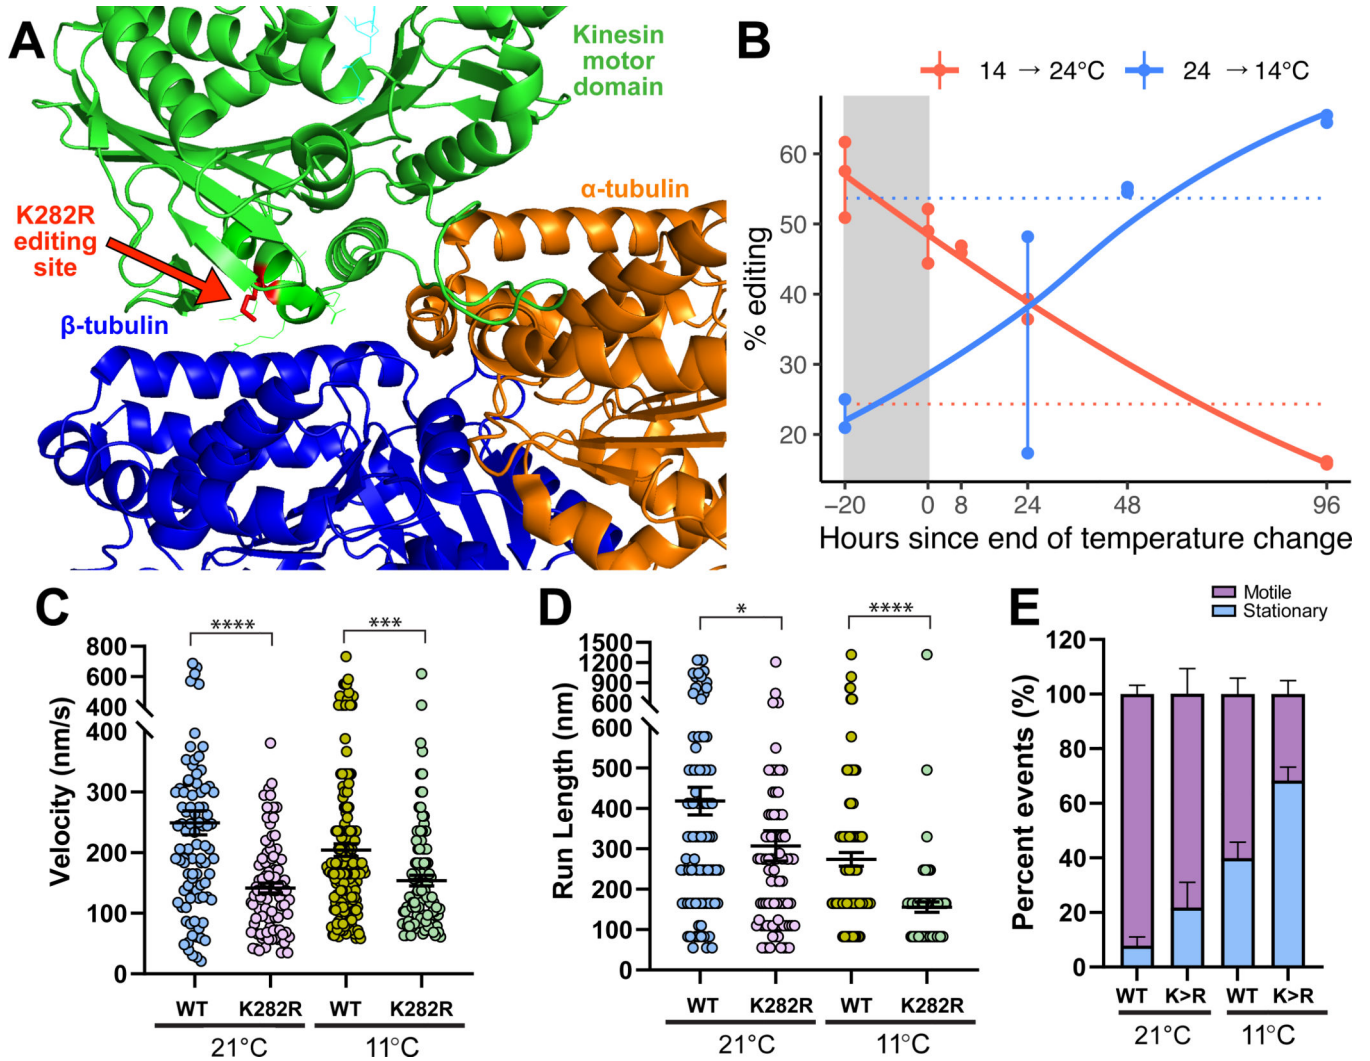 A
Kinesin
motor
domain
K282R
editing
site
α-tubulin
β-tubulin
B
14 → 24°C
24 → 14°C
% editing
60
50
40
30
20
−20
0
8
24
48
96
Hours since end of temperature change
C
****
***
Velocity (nm/s)
800
600
400
400
300
200
100
0
WT
K282R
WT
K282R
21°C
11°C
D
*
****
Run Length (nm)
1500
1200
900
600
600
500
400
300
200
100
0
WT
K282R
WT
K282R
21°C
11°C
E
Motile
Stationary
Percent events (%)
120
100
80
60
40
20
0
WT
K>R
WT
K>R
21°C
11°C